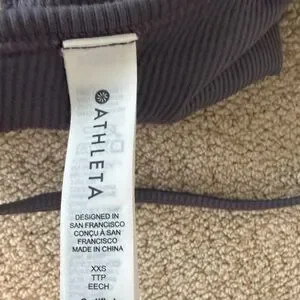 ATHLETA
DESIGNED IN
SAN FRANCISCO
CONÇU À SAN
FRANCISCO
MADE IN CHINA
XXS
TTP
EECH